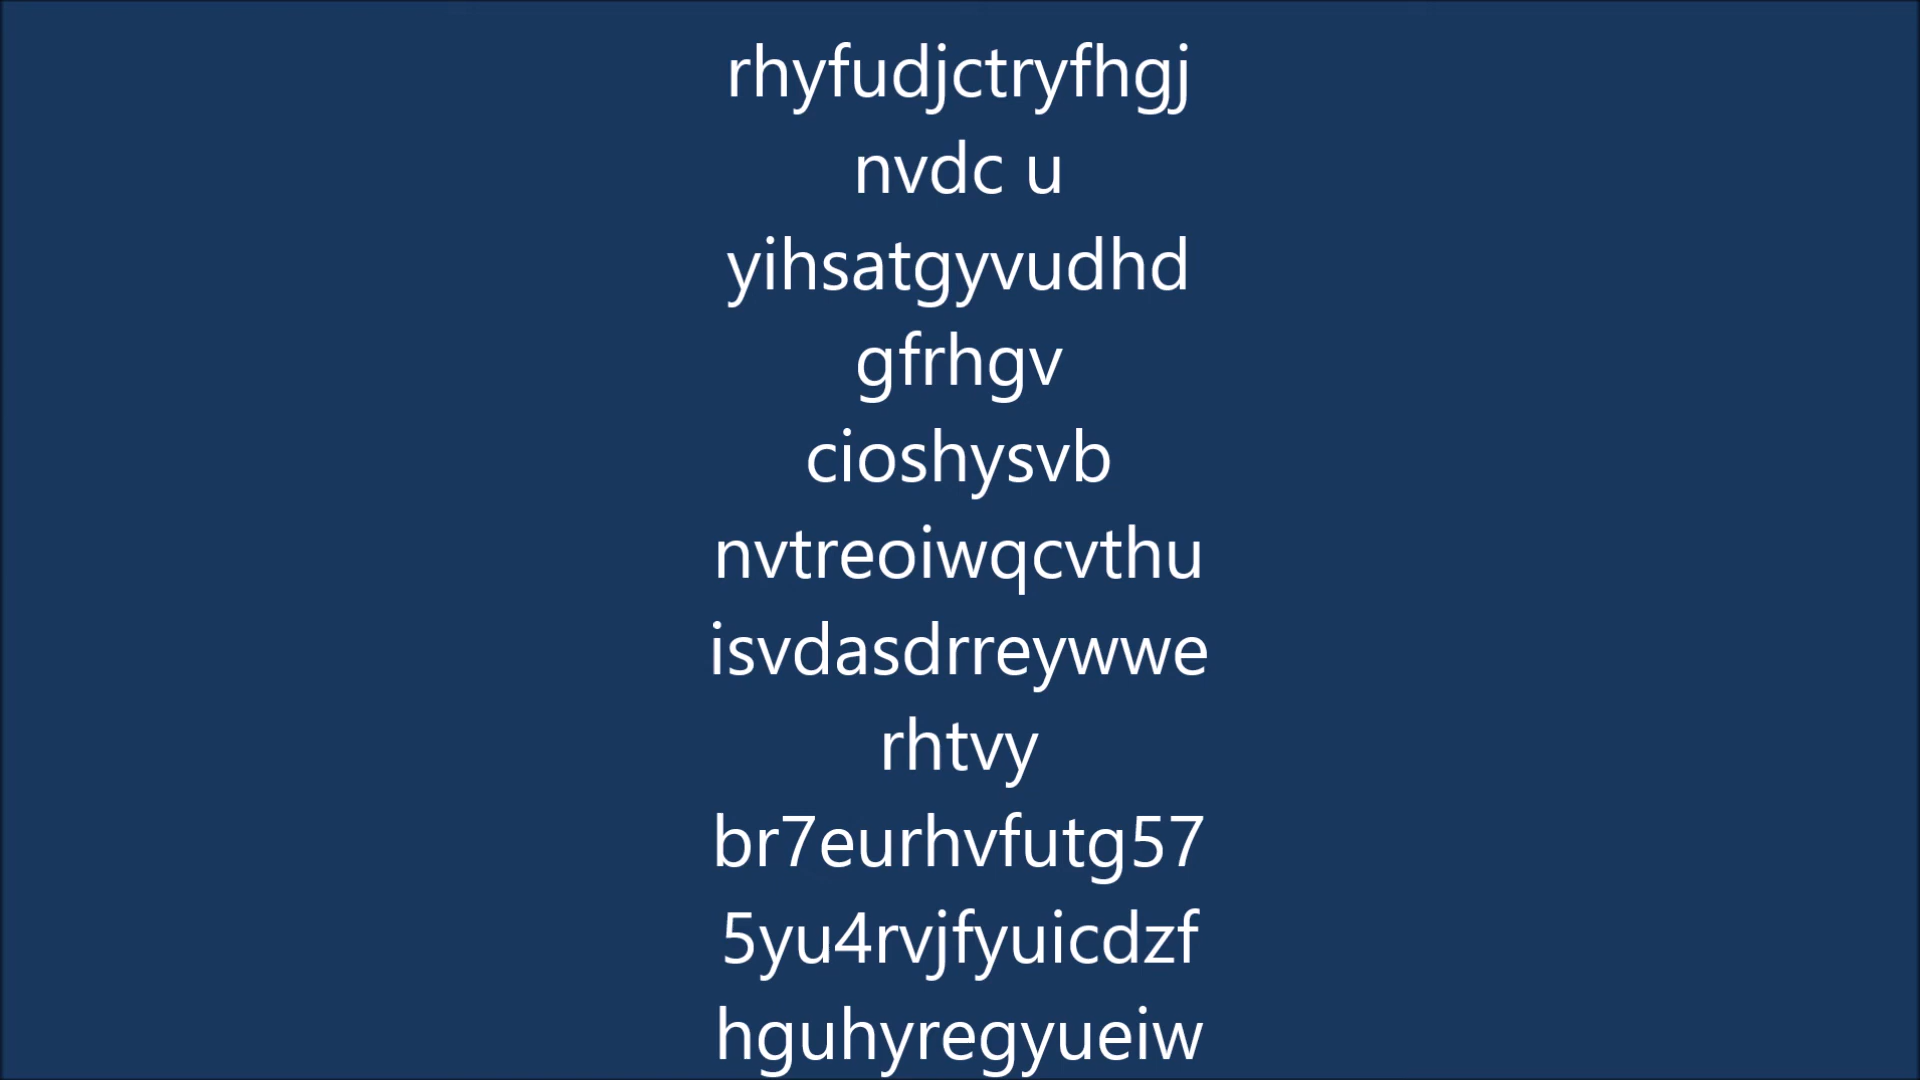 rhyfudjctryfhgj
nvdc u
yihsatgyvudhd
gfrhgv
cioshysvb
nvtreoiwqcvthu
isvdasdrreywwe
rhtvy
br7eurhvfutg57
5yu4rvjfyuicdzf
hguhyregyueiw